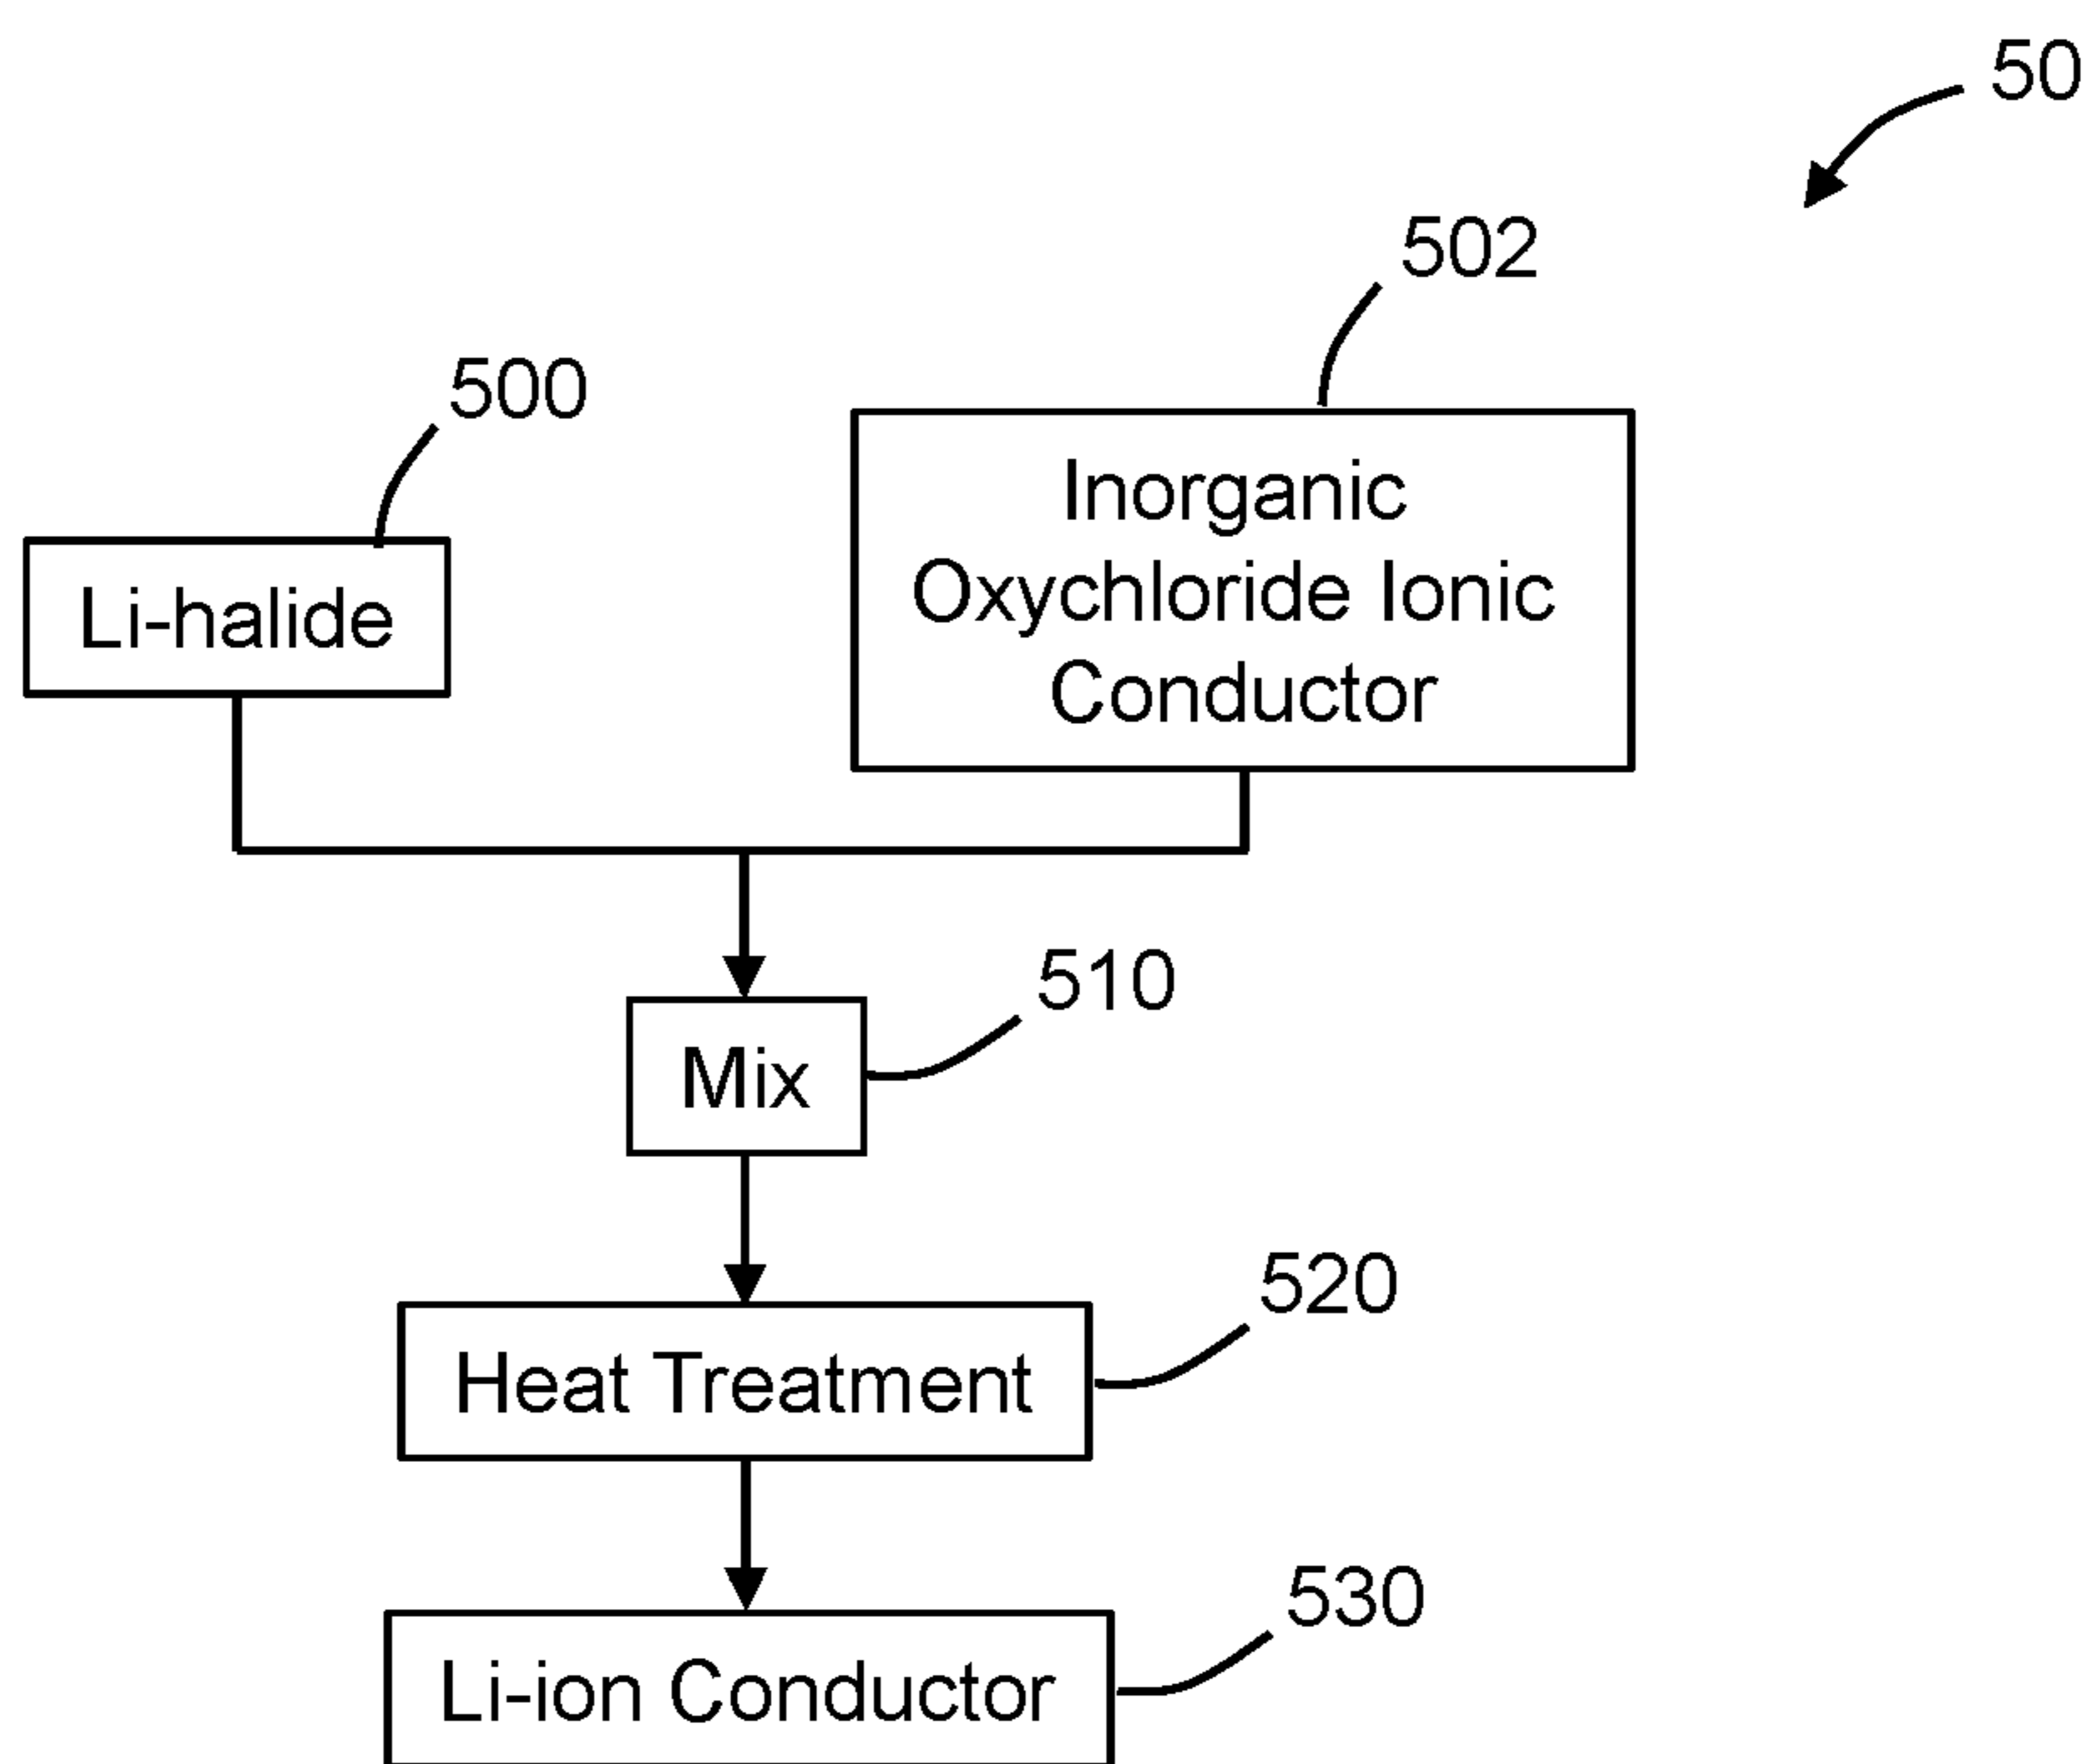 50
502
500
Inorganic
Oxychloride Ionic
Conductor
Li-halide
510
Mix
520
Heat Treatment
530
Li-ion Conductor